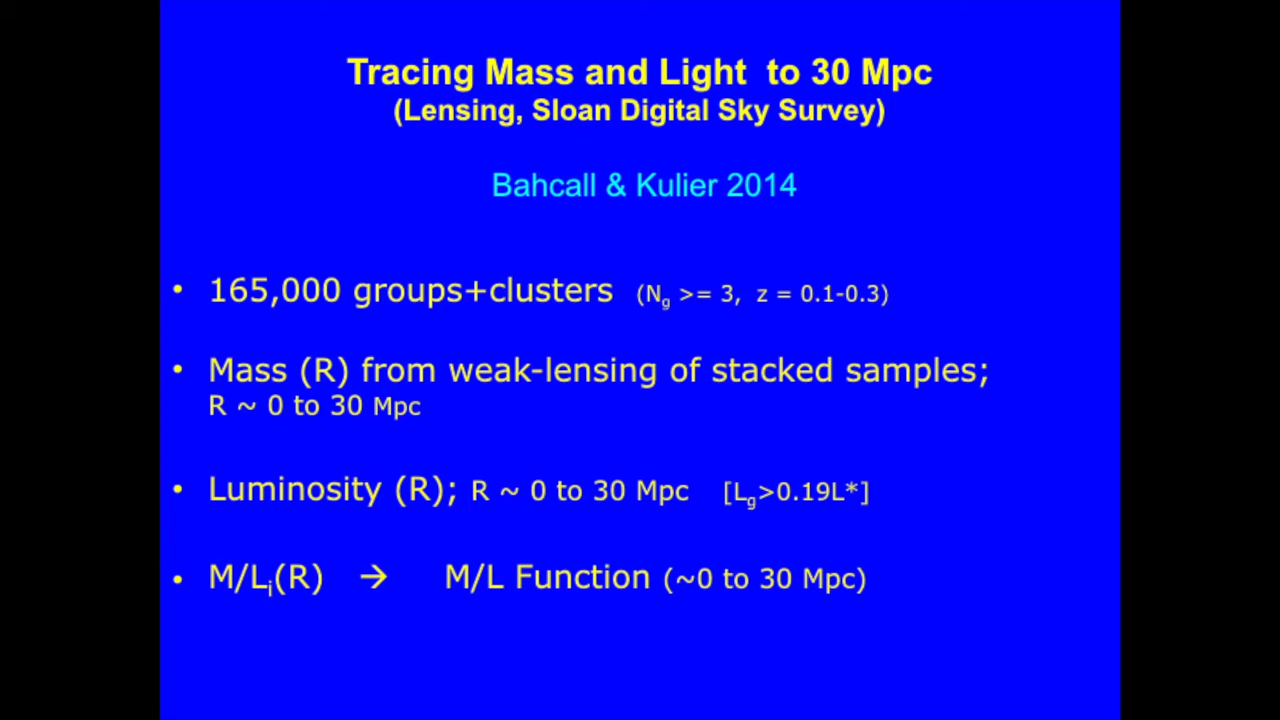 Tracing Mass and Light to 30 Mpc
(Lensing, Sloan Digital Sky Survey)
Bahcall & Kulier 2014
• 165,000 groups+clusters (Ng >= 3, z = 0.1-0.3)
• Mass (R) from weak-lensing of stacked samples;
R ~ 0 to 30 Mpc
• Luminosity (R); R ~ 0 to 30 Mpc [Lg>0.19L*]
• M/Li(R) → M/L Function (~0 to 30 Mpc)